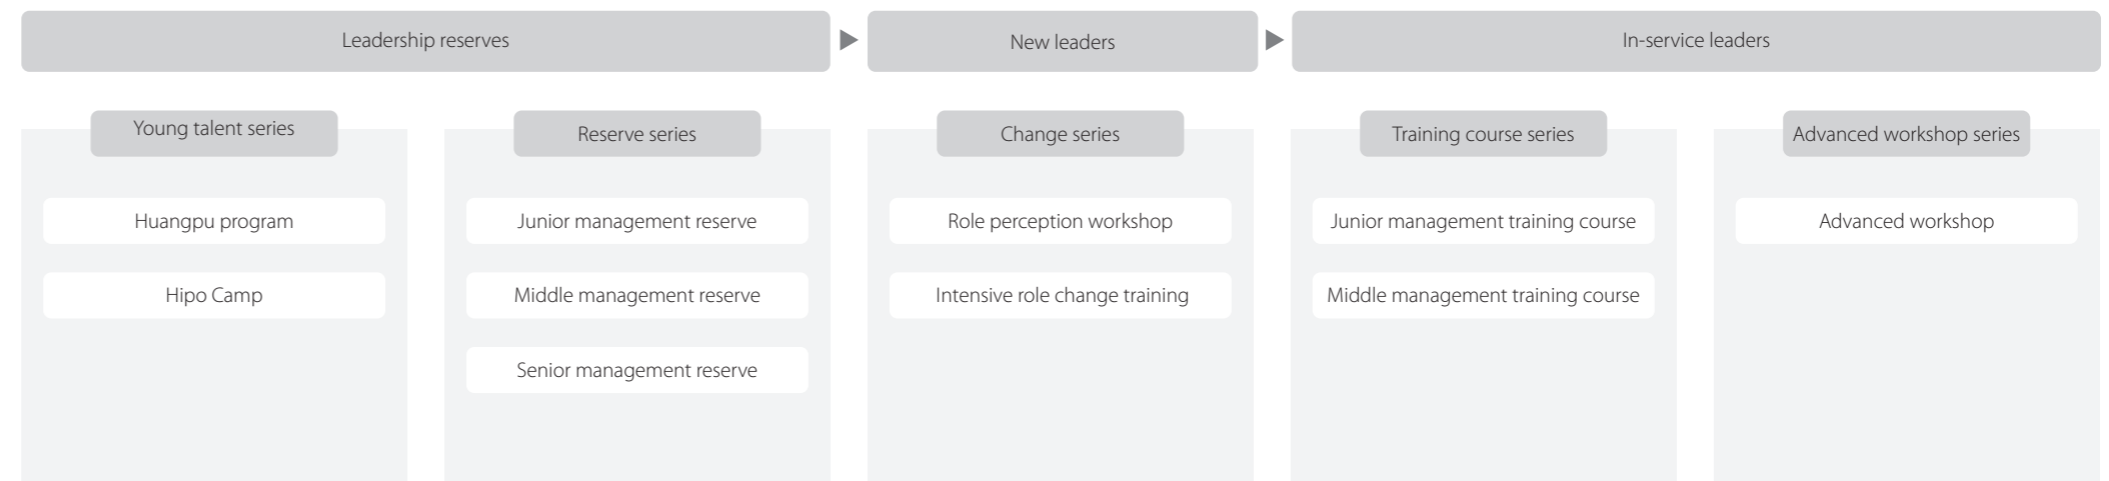 Leadership reserves
New leaders
In-service leaders
Young talent series
Huangpu program
Hipo Camp
Reserve series
Junior management reserve
Middle management reserve
Senior management reserve
Change series
Role perception workshop
Intensive role change training
Training course series
Junior management training course
Middle management training course
Advanced workshop series
Advanced workshop